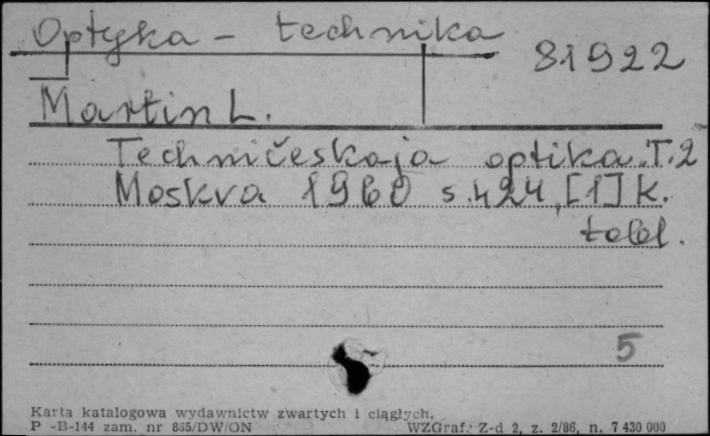 Optyka - technika
81922
Martin L.
Techničeskaja optika. T. 2
Moskva 1960 s. 424, [1] k.
tabl.
5
Karta katalogowa wydawnictw zwartych i ciągłych.
P-B-144 zam. nr 865/DW/ON WZGraf. Z-d 2, z. 2/86, n. 7 430 000